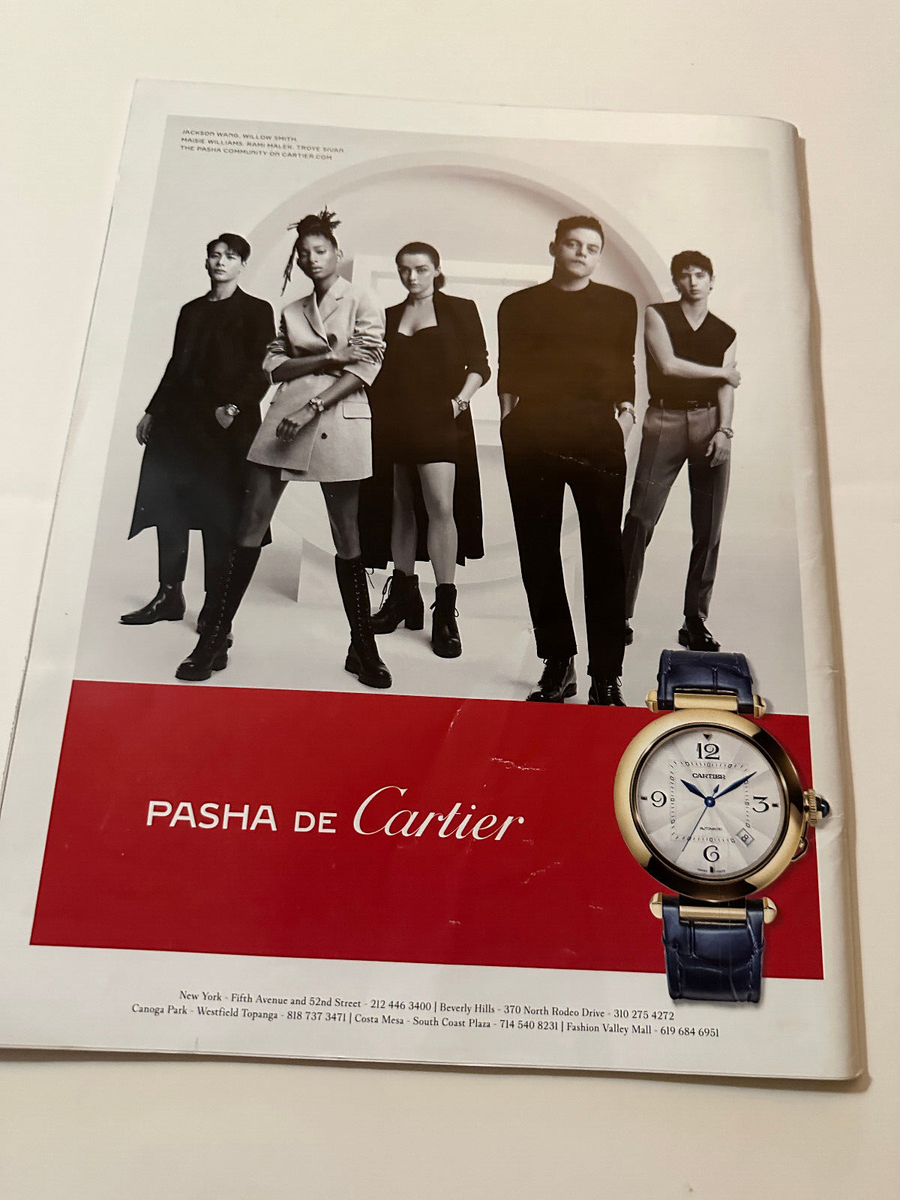 JACKSON WANG, WILLOW SMITH,
MAISIE WILLIAMS, RAMI MALEK, TROYE SIVAN.
THE PASHA COMMUNITY ON CARTIER.COM
PASHA DE Cartier
12
CARTIER
9
3
AUTOMATIC
6
New York - Fifth Avenue and 52nd Street - 212 446 3400 | Beverly Hills - 370 North Rodeo Drive - 310 275 4272
Canoga Park - Westfield Topanga - 818 737 3471 | Costa Mesa - South Coast Plaza - 714 540 8231 | Fashion Valley Mall - 619 684 6951